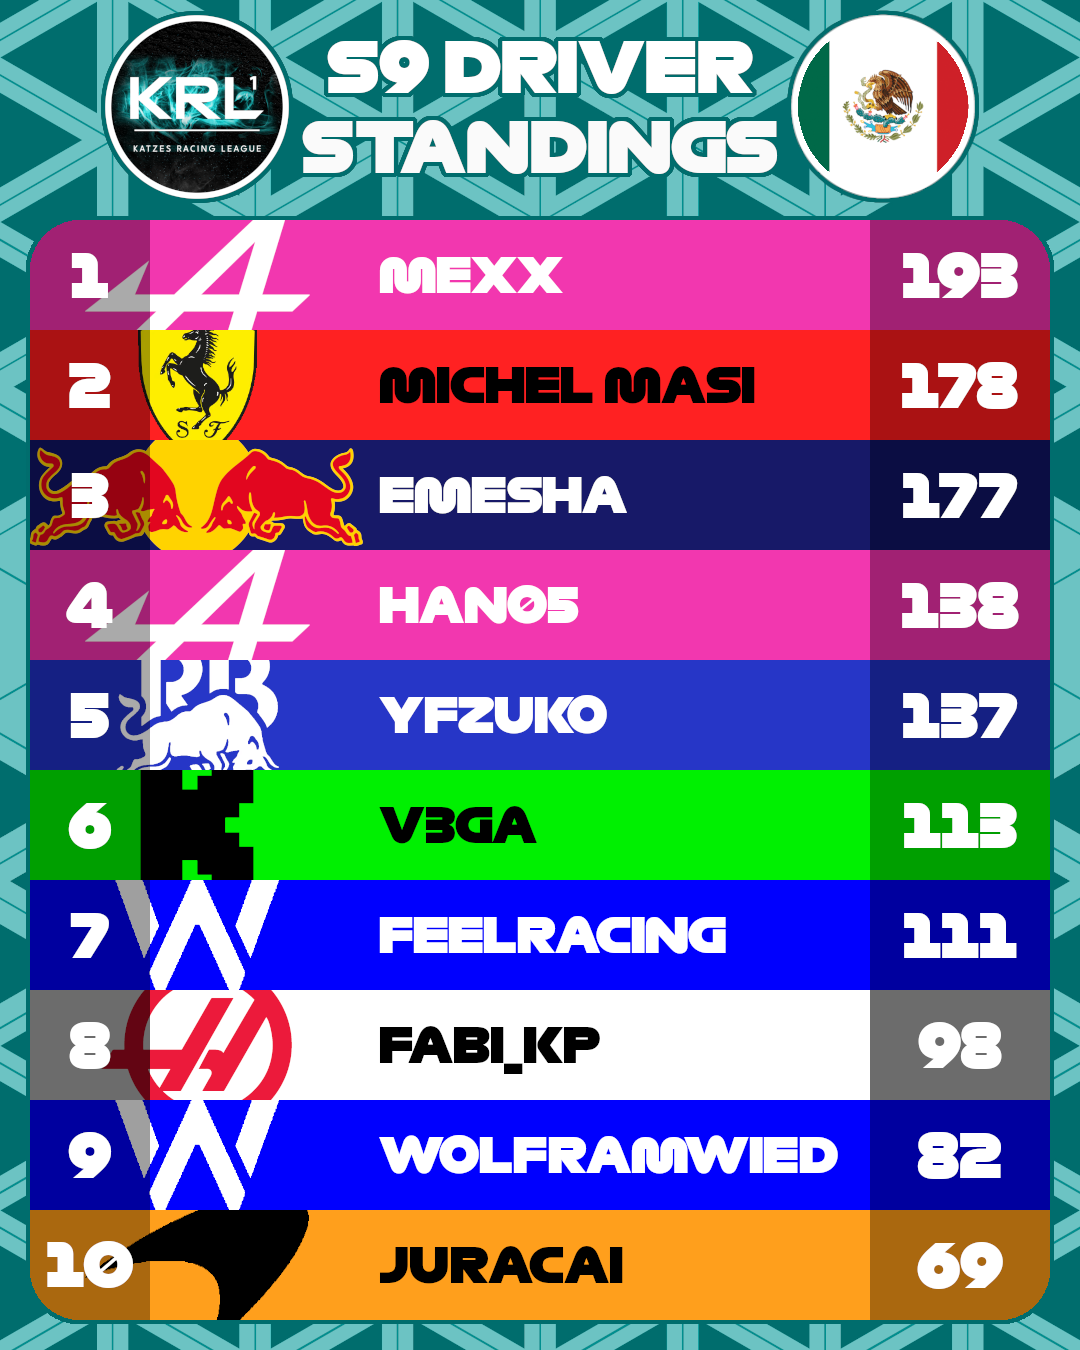 KRL1
KATZES RACING LEAGUE
S9 DRIVER
STANDINGS
1 MEXX 193
2 S F MICHEL MASI 178
3 EMESHA 177
4 HAN05 138
5 RB YFZUKO 137
6 V3GA 113
7 W FEELRACING 111
8 H FABI_KP 98
9 W WOLFRAMWIED 82
10 JURACAI 69